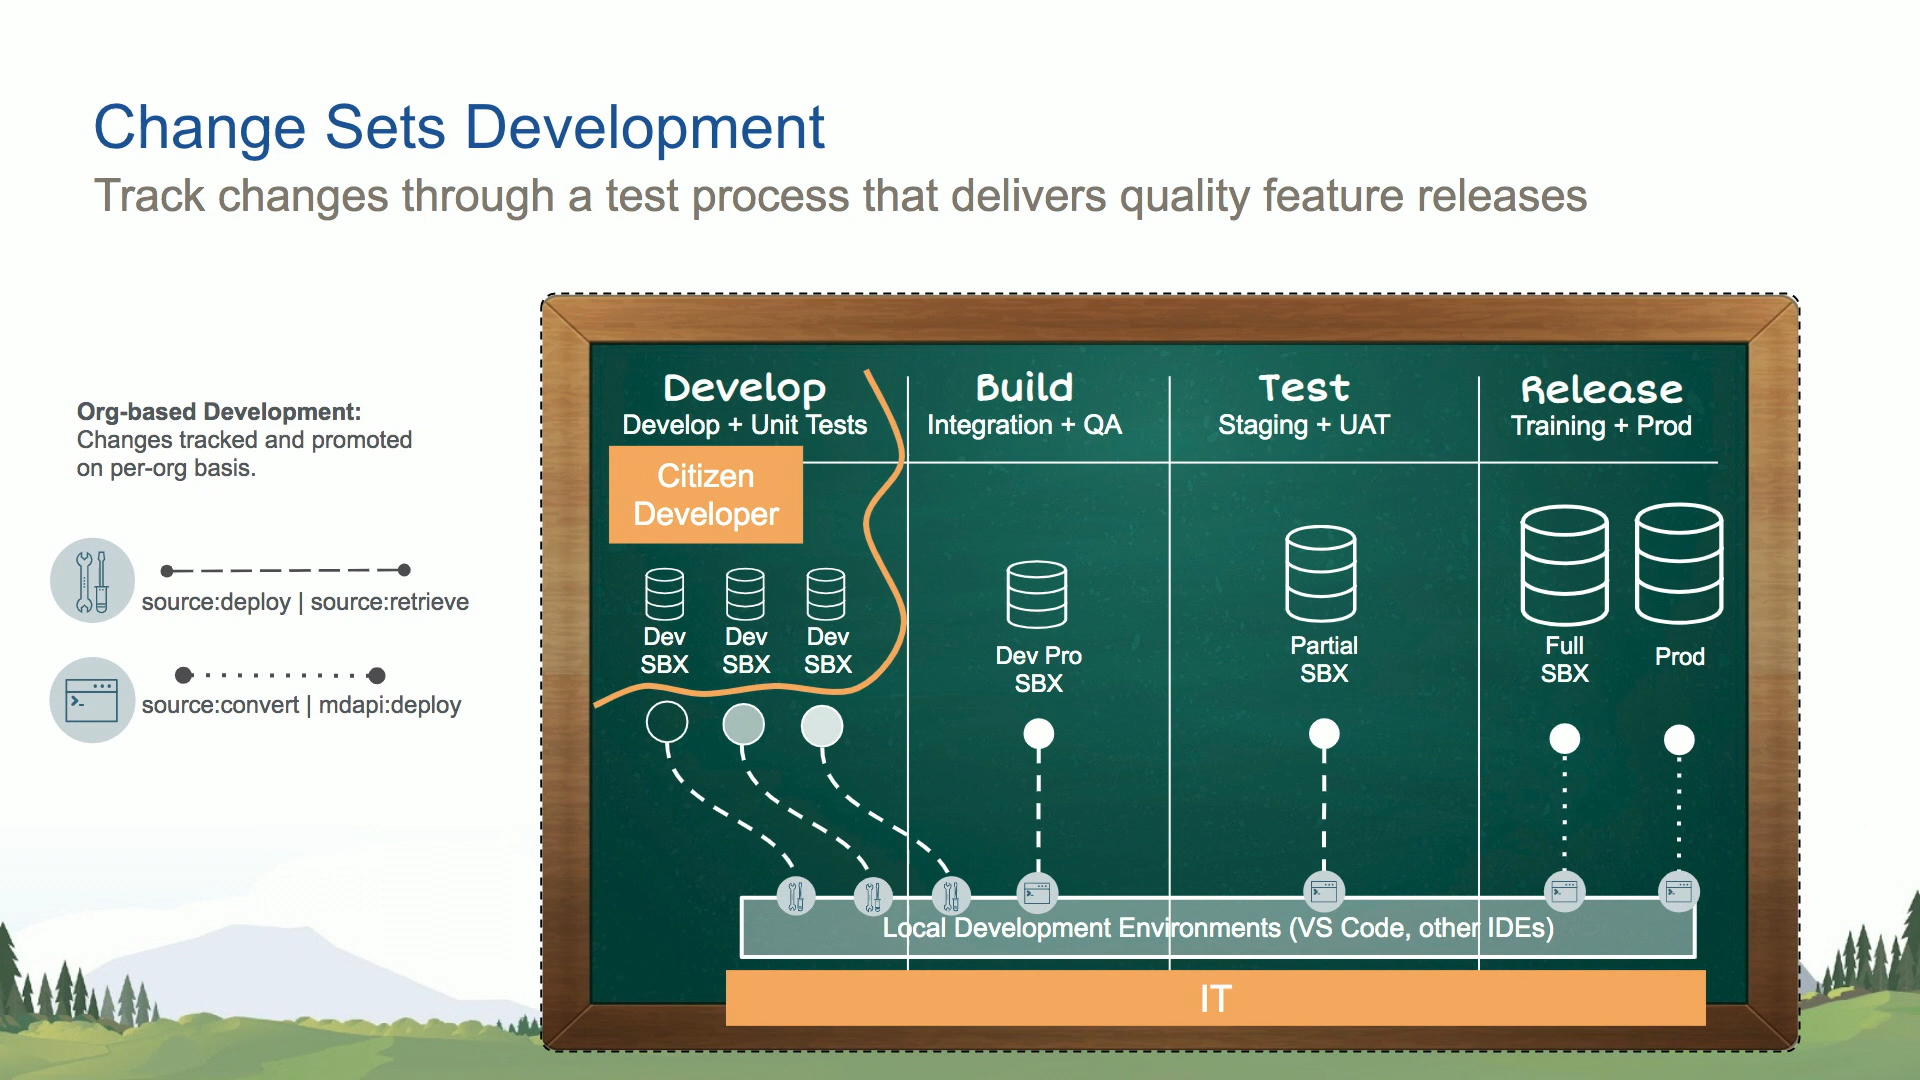 Change Sets Development
Track changes through a test process that delivers quality feature releases
Org-based Development:
Changes tracked and promoted
on per-org basis.
source:deploy | source:retrieve
source:convert | mdapi:deploy
Develop
Develop + Unit Tests
Build
Integration + QA
Test
Staging + UAT
Release
Training + Prod
Citizen
Developer
Dev
SBX
Dev
SBX
Dev
SBX
Dev Pro
SBX
Partial
SBX
Full
SBX
Prod
Local Development Environments (VS Code, other IDEs)
IT